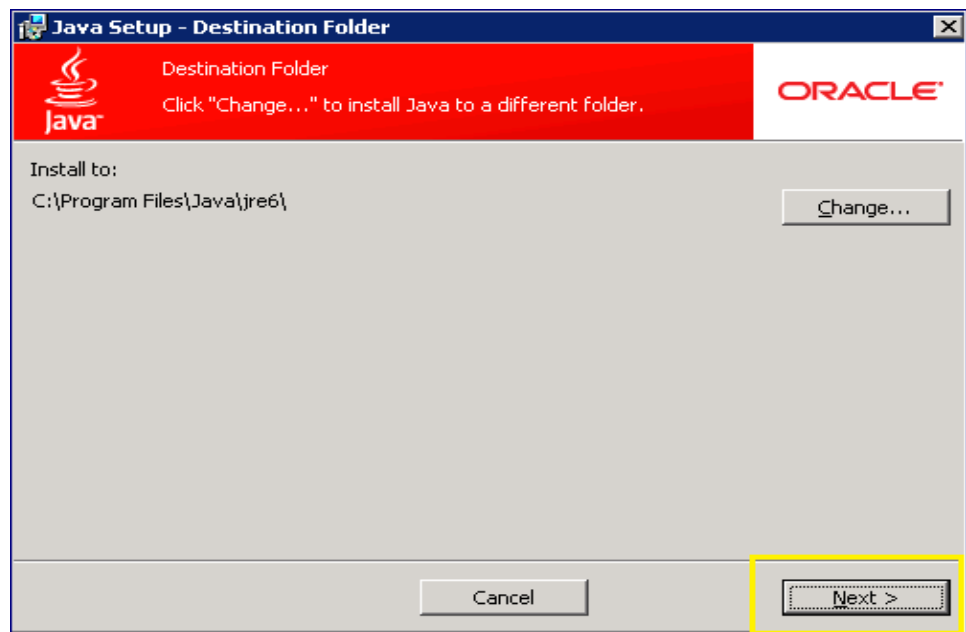 Java Setup - Destination Folder
Java
Destination Folder
Click "Change..." to install Java to a different folder.
ORACLE
Install to:
C:\Program Files\Java\jre6\
Change...
Cancel
Next >